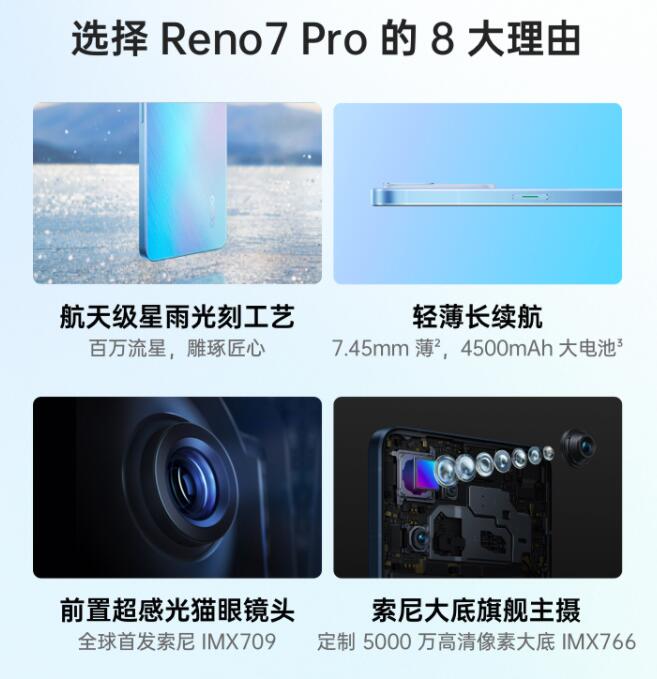 选择 Reno7 Pro 的 8 大理由
航天级星雨光刻工艺
百万流星，雕琢匠心
轻薄长续航
7.45mm 薄²，4500mAh 大电池³
前置超感光猫眼镜头
全球首发索尼 IMX709
索尼大底旗舰主摄
定制 5000 万高清像素大底 IMX766